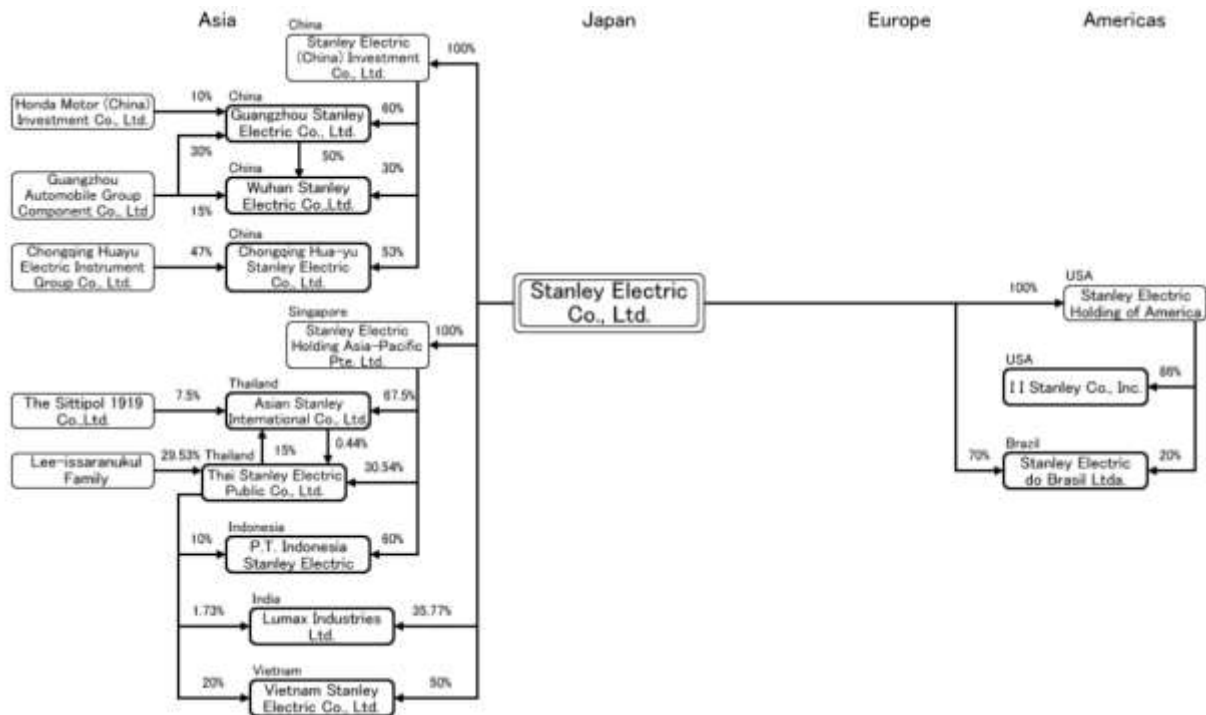 Asia
Japan
Europe
Americas
China
Stanley Electric
(China) Investment
Co., Ltd.
100%
Honda Motor (China)
Investment Co., Ltd.
10%
China
Guangzhou Stanley
Electric Co., Ltd.
60%
30%
50%
Guangzhou
Automobile Group
Component Co., Ltd
15%
China
Wuhan Stanley
Electric Co.,Ltd.
30%
Chongqing Huayu
Electric Instrument
Group Co., Ltd.
47%
China
Chongqing Hua-yu
Stanley Electric
Co., Ltd.
53%
Stanley Electric
Co., Ltd.
100%
USA
Stanley Electric
Holding of America
Singapore
Stanley Electric
Holding Asia-Pacific
Pte. Ltd.
100%
USA
I I Stanley Co., Inc.
86%
The Sittipol 1919
Co.,Ltd.
7.5%
Thailand
Asian Stanley
International Co., Ltd.
67.5%
15%
0.44%
Lee-issaranukul
Family
29.53%
Thailand
Thai Stanley Electric
Public Co., Ltd.
30.54%
70%
Brazil
Stanley Electric
do Brasil Ltda.
20%
10%
Indonesia
P.T. Indonesia
Stanley Electric
60%
1.73%
India
Lumax Industries
Ltd.
35.77%
20%
Vietnam
Vietnam Stanley
Electric Co., Ltd.
50%